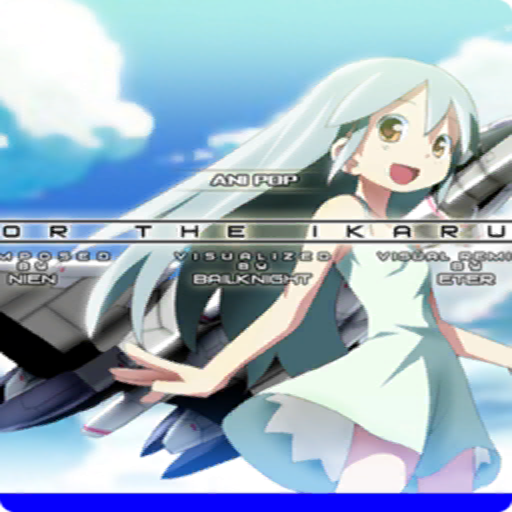 ANI POP
OR THE IKARU
MPOSED VISUALIZED VISUAL REMI
BY BY BY
NIEN BAILKNIGHT ETER